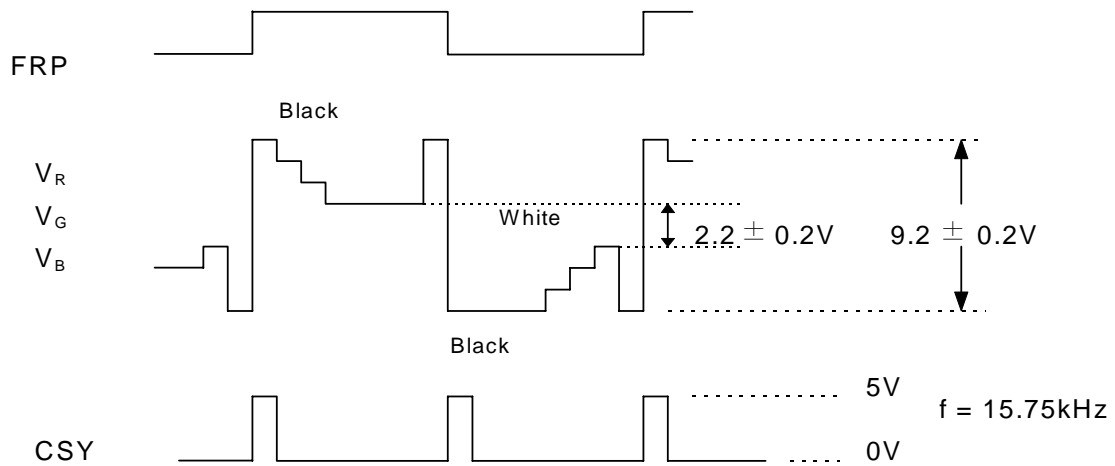 FRP
Black
V_R
V_G
White
2.2 ± 0.2V
9.2 ± 0.2V
V_B
Black
5V
f = 15.75kHz
CSY
0V